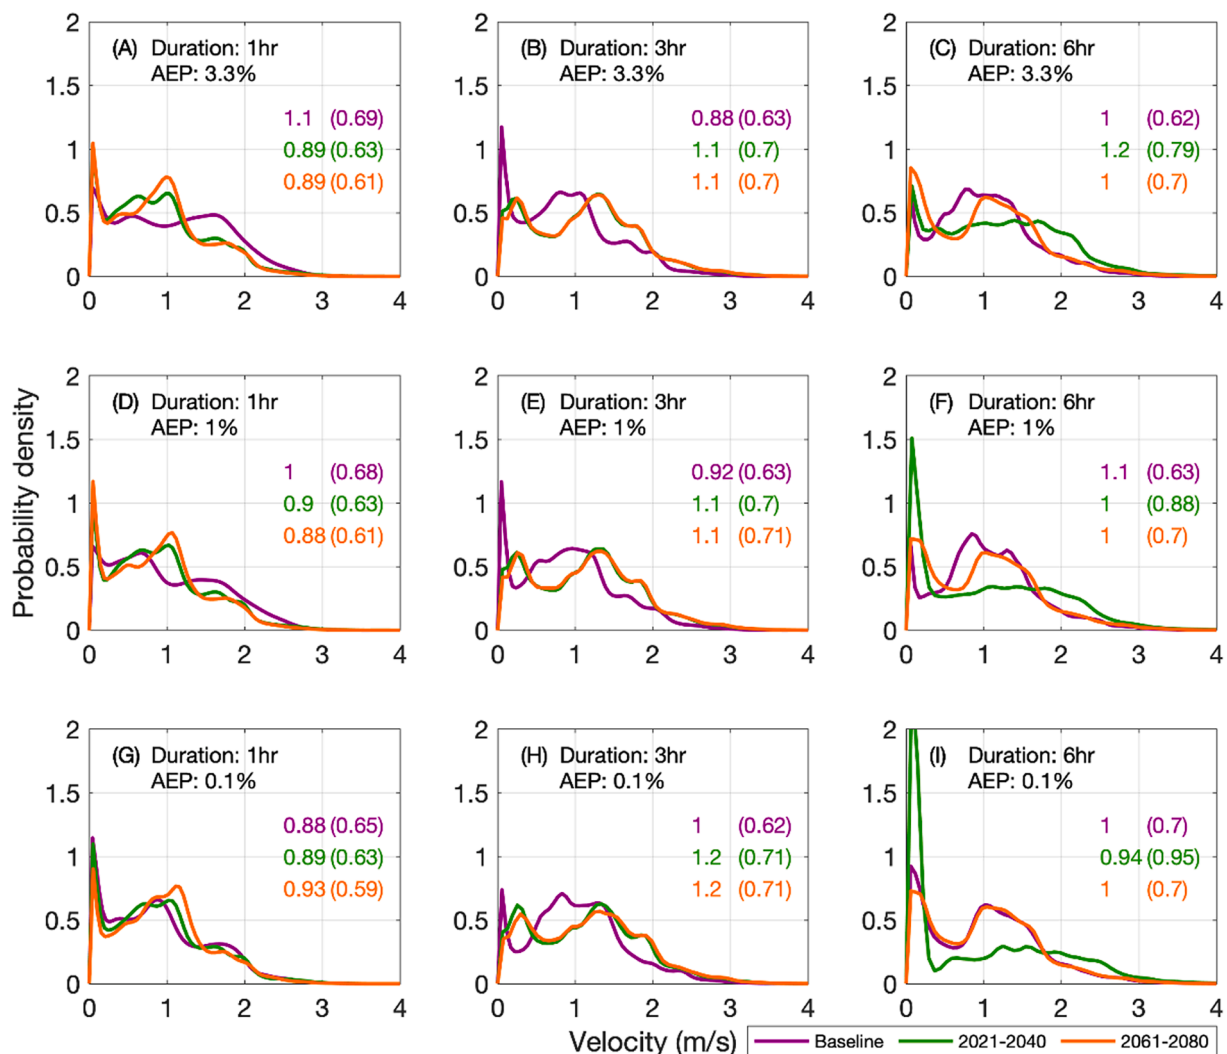 2
(A) Duration: 1hr
AEP: 3.3%
1.5
1.1 (0.69)
1
0.89 (0.63)
0.89 (0.61)
0.5
0
0 1 2 3 4
2
(B) Duration: 3hr
AEP: 3.3%
1.5
0.88 (0.63)
1
1.1 (0.7)
1.1 (0.7)
0.5
0
0 1 2 3 4
2
(C) Duration: 6hr
AEP: 3.3%
1.5
1 (0.62)
1
1.2 (0.79)
1 (0.7)
0.5
0
0 1 2 3 4
Probability density
2
(D) Duration: 1hr
AEP: 1%
1.5
1 (0.68)
1
0.9 (0.63)
0.88 (0.61)
0.5
0
0 1 2 3 4
2
(E) Duration: 3hr
AEP: 1%
1.5
0.92 (0.63)
1
1.1 (0.7)
1.1 (0.71)
0.5
0
0 1 2 3 4
2
(F) Duration: 6hr
AEP: 1%
1.5
1.1 (0.63)
1
1 (0.88)
1 (0.7)
0.5
0
0 1 2 3 4
2
(G) Duration: 1hr
AEP: 0.1%
1.5
0.88 (0.65)
1
0.89 (0.63)
0.93 (0.59)
0.5
0
0 1 2 3 4
2
(H) Duration: 3hr
AEP: 0.1%
1.5
1 (0.62)
1
1.2 (0.71)
1.2 (0.71)
0.5
0
0 1 2 3 4
2
(I) Duration: 6hr
AEP: 0.1%
1.5
1 (0.7)
1
0.94 (0.95)
1 (0.7)
0.5
0
0 1 2 3 4
Velocity (m/s)
Baseline 2021-2040 2061-2080